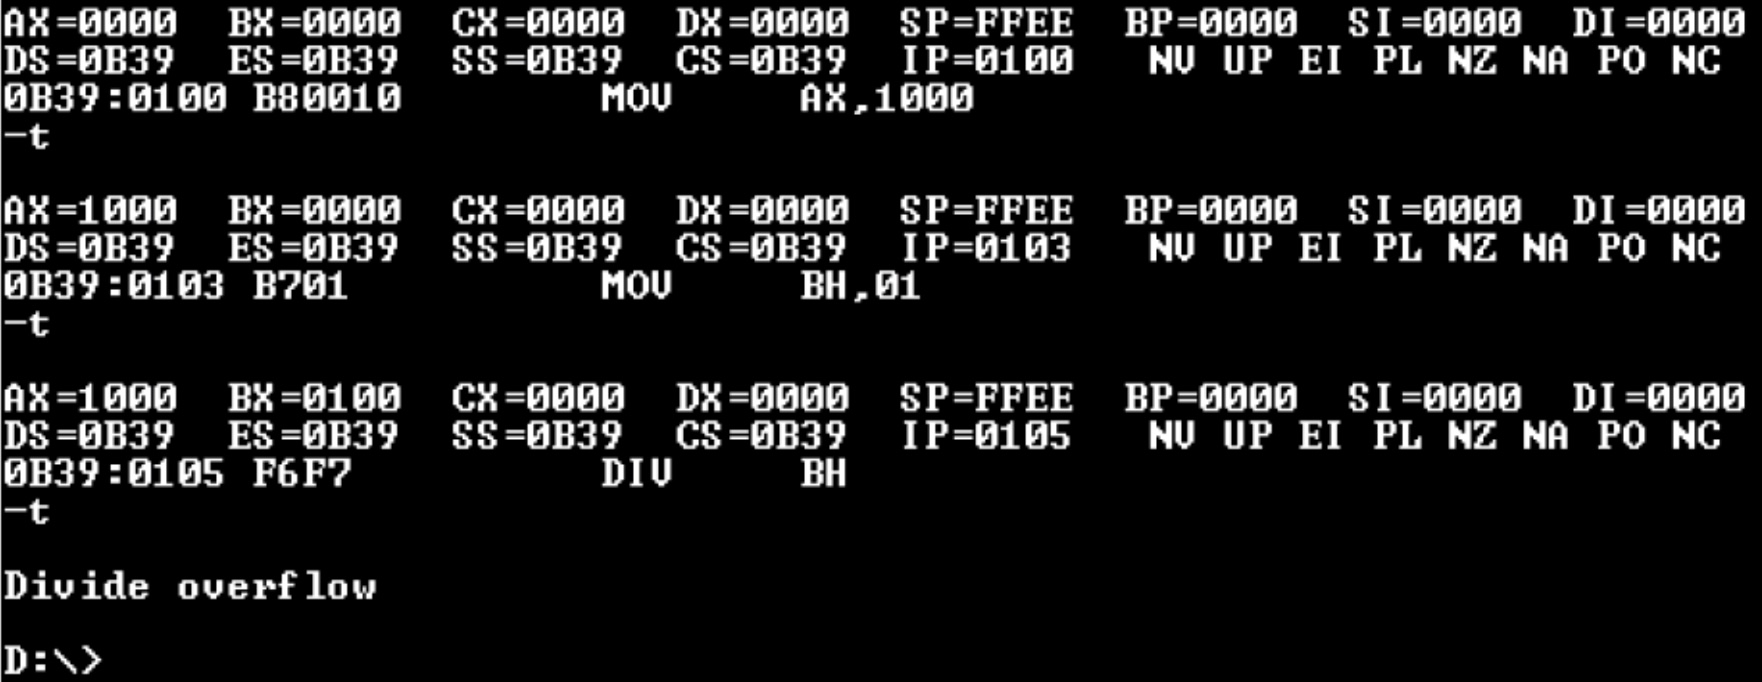 AX=0000  BX=0000  CX=0000  DX=0000  SP=FFEE  BP=0000  SI=0000  DI=0000
DS=0B39  ES=0B39  SS=0B39  CS=0B39  IP=0100   NV UP EI PL NZ NA PO NC
0B39:0100 B80010        MOV     AX,1000
-t
AX=1000  BX=0000  CX=0000  DX=0000  SP=FFEE  BP=0000  SI=0000  DI=0000
DS=0B39  ES=0B39  SS=0B39  CS=0B39  IP=0103   NV UP EI PL NZ NA PO NC
0B39:0103 B701          MOV     BH,01
-t
AX=1000  BX=0100  CX=0000  DX=0000  SP=FFEE  BP=0000  SI=0000  DI=0000
DS=0B39  ES=0B39  SS=0B39  CS=0B39  IP=0105   NV UP EI PL NZ NA PO NC
0B39:0105 F6F7          DIV     BH
-t
Divide overflow
D:\>